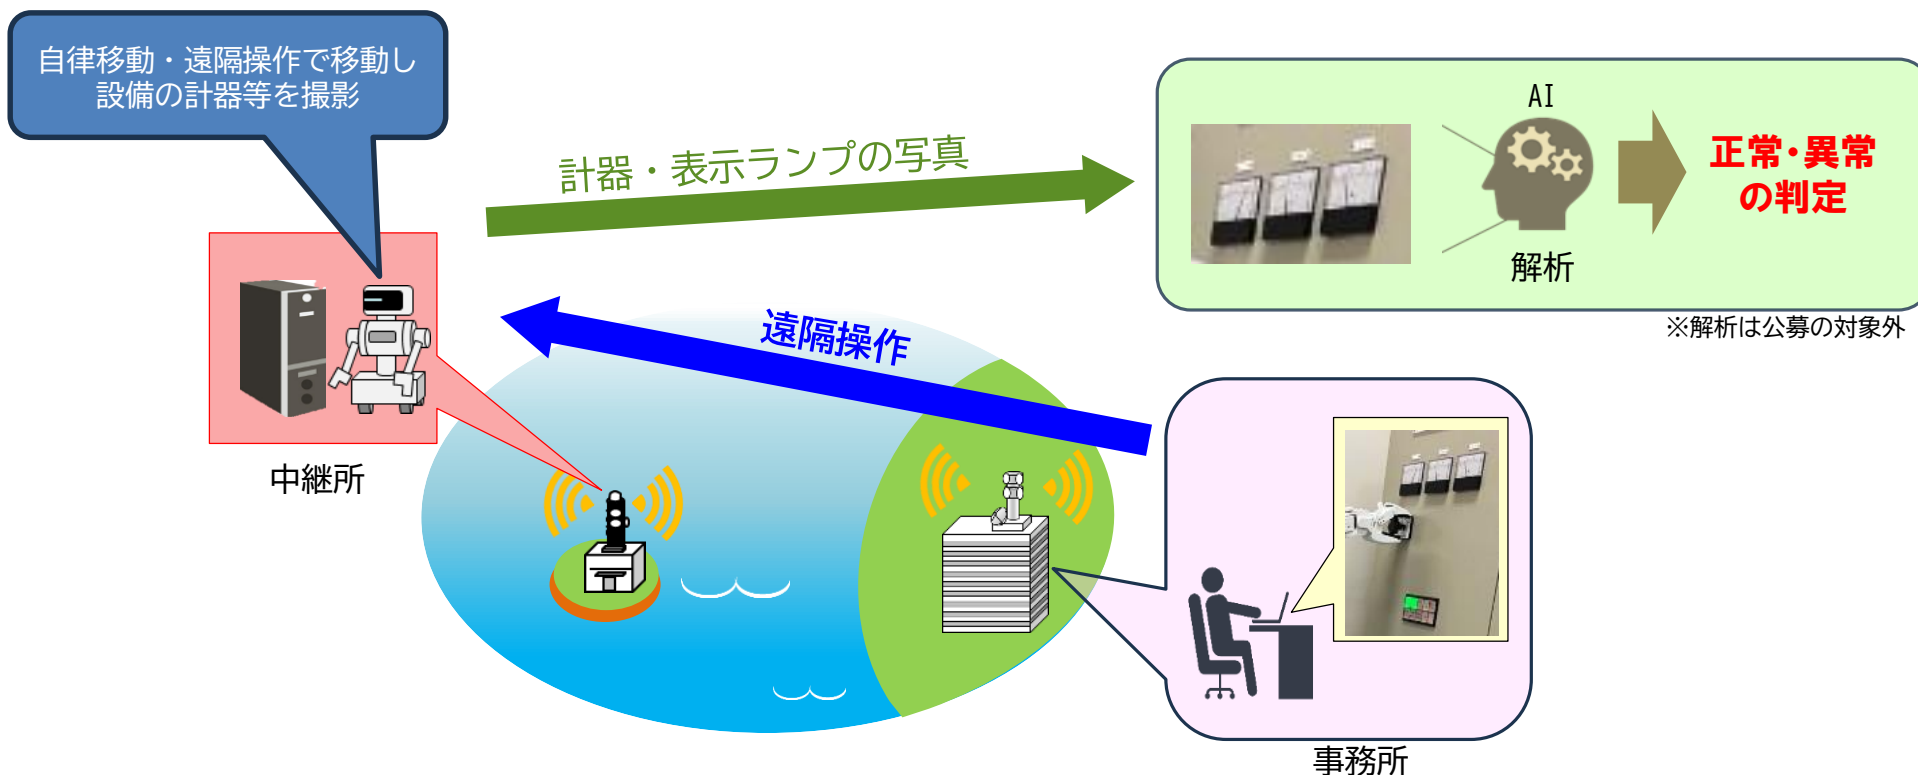 自律移動・遠隔操作で移動し
設備の計器等を撮影
計器・表示ランプの写真
AI
正常・異常
の判定
解析
※解析は公募の対象外
遠隔操作
中継所
事務所